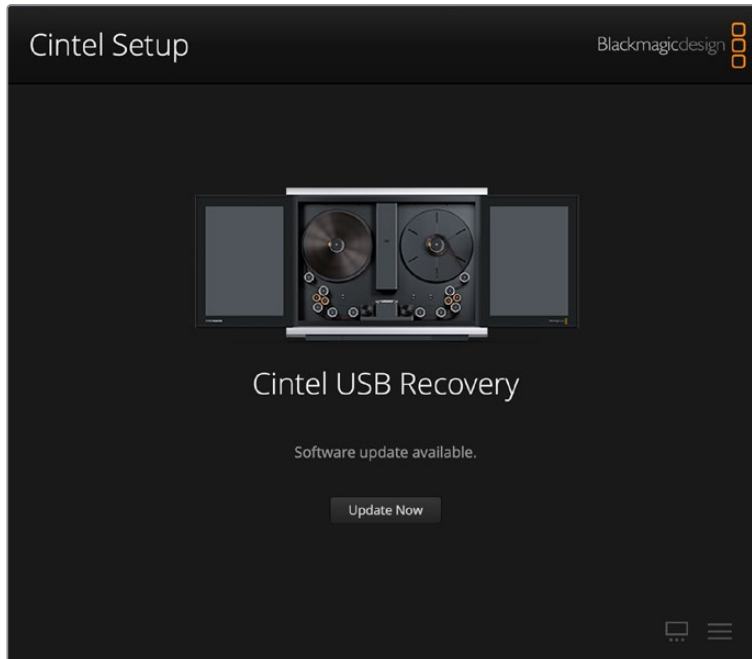 Cintel Setup
Blackmagicdesign
Cintel USB Recovery
Software update available.
Update Now